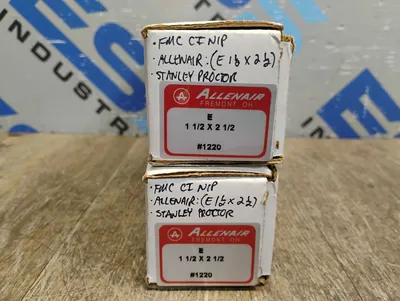 · FMC CI NIP
· ALLENAIR: (E 1½ X 2½)
· STANLEY PROCTOR
A ALLENAIR
FREMONT, OH
E
1 1/2 X 2 1/2
#1220
· FMC CI NIP
· ALLENAIR: (E 1½ X 2½)
· STANLEY PROCTOR
A ALLENAIR
FREMONT, OH
E
1 1/2 X 2 1/2
#1220